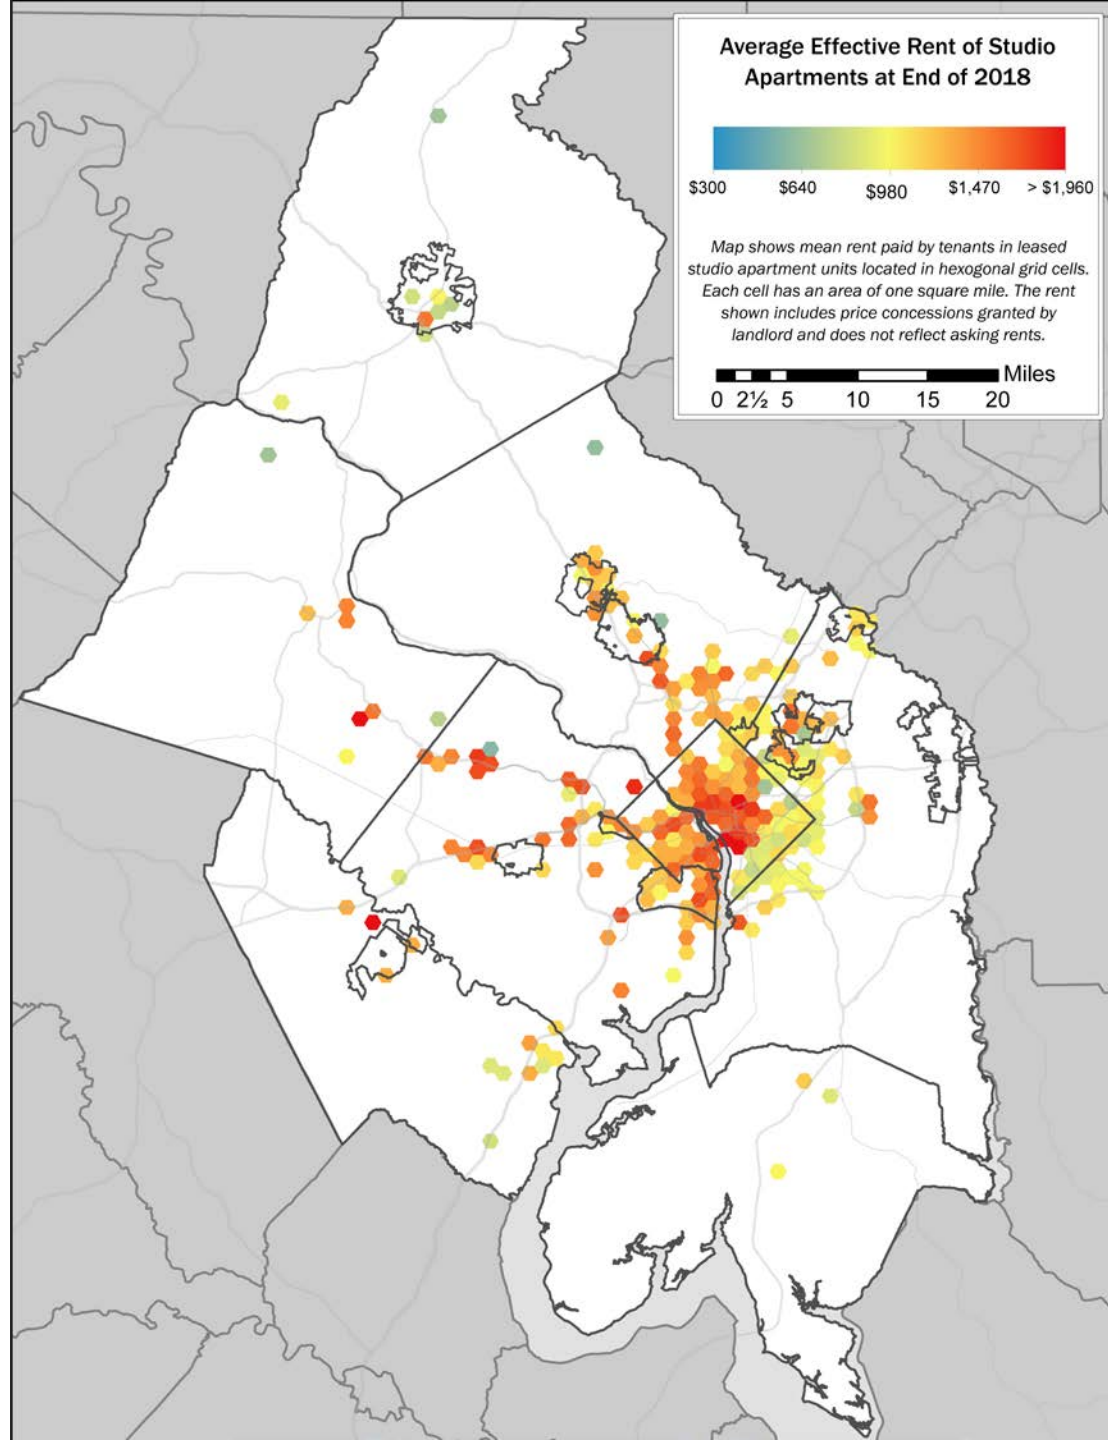 Average Effective Rent of Studio
Apartments at End of 2018
$300 $640 $980 $1,470 > $1,960
Map shows mean rent paid by tenants in leased
studio apartment units located in hexogonal grid cells.
Each cell has an area of one square mile. The rent
shown includes price concessions granted by
landlord and does not reflect asking rents.
Miles
0 2½ 5 10 15 20